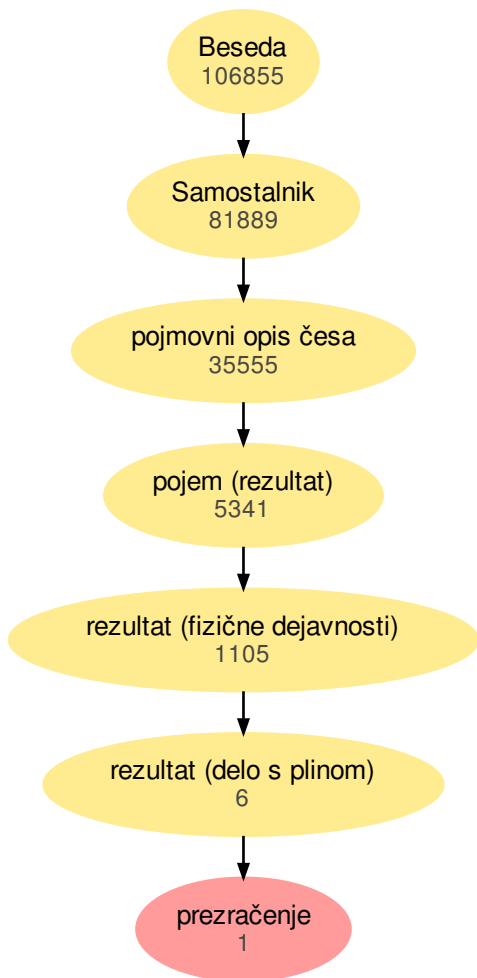 Beseda
106855
Samostalnik
81889
pojmovni opis česa
35555
pojem (rezultat)
5341
rezultat (fizične dejavnosti)
1105
rezultat (delo s plinom)
6
prezračenje
1